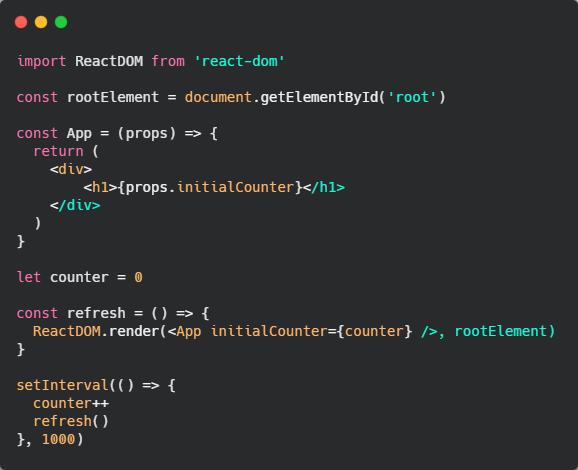 import ReactDOM from 'react-dom'
const rootElement = document.getElementById('root')
const App = (props) => {
return (
<div>
<h1>{props.initialCounter}</h1>
</div>
)
}
let counter = 0
const refresh = () => {
ReactDOM.render(<App initialCounter={counter} />, rootElement)
}
setInterval(() => {
counter++
refresh()
}, 1000)